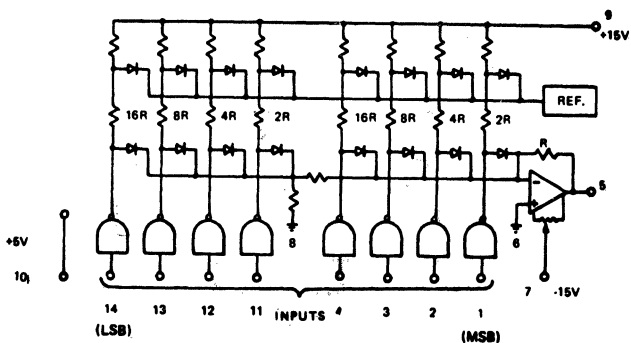 9
+15V
REF.
16R 8R 4R 2R 16R 8R 4R 2R
R
−
+
5
8
6
+5V
10
7 -15V
14 13 12 11 INPUTS 4 3 2 1
(LSB) (MSB)